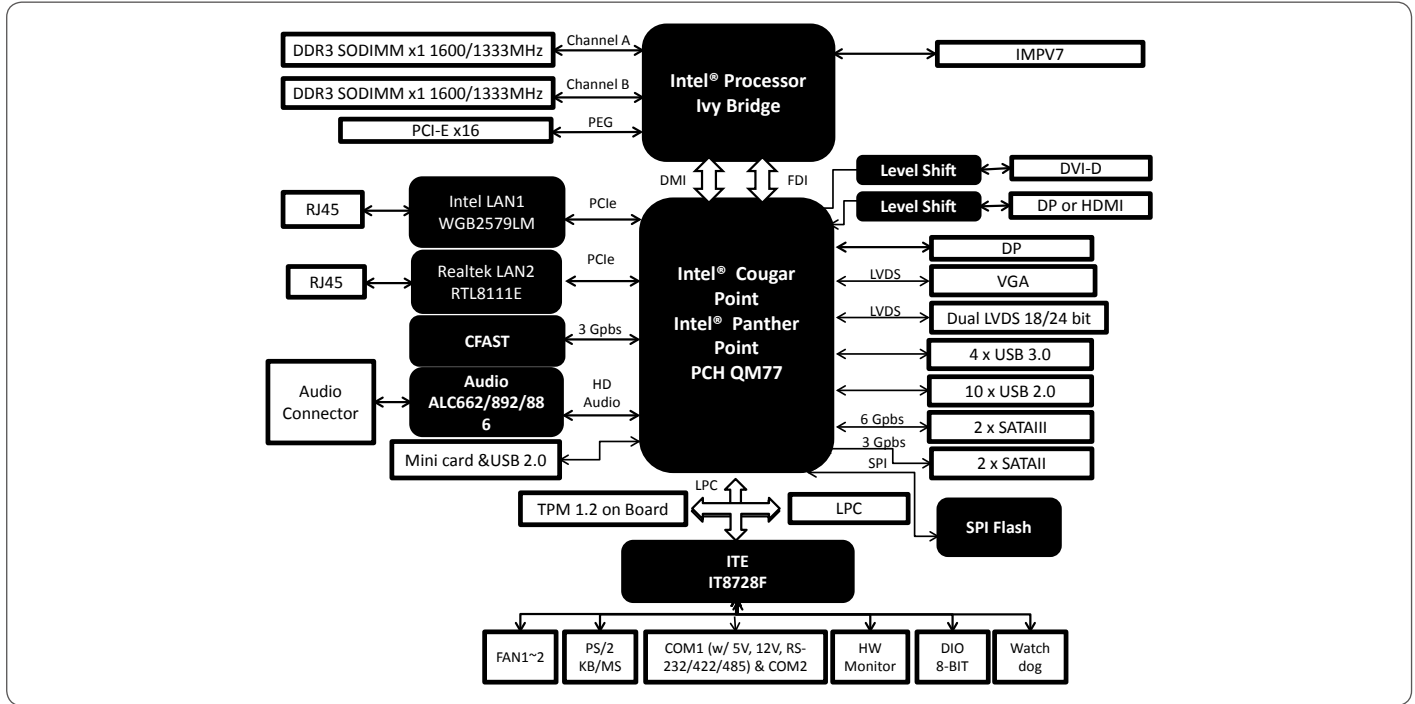 DDR3 SODIMM x1 1600/1333MHz
Channel A
Intel® Processor
Ivy Bridge
IMPV7
DDR3 SODIMM x1 1600/1333MHz
Channel B
PCI-E x16
PEG
DMI
FDI
Level Shift
DVI-D
Level Shift
DP or HDMI
RJ45
Intel LAN1
WGB2579LM
PCIe
RJ45
Realtek LAN2
RTL8111E
PCIe
CFAST
3 Gpbs
Audio
Connector
Audio
ALC662/892/88
6
HD
Audio
Mini card &USB 2.0
Intel® Cougar
Point
Intel® Panther
Point
PCH QM77
DP
LVDS
VGA
LVDS
Dual LVDS 18/24 bit
4 x USB 3.0
10 x USB 2.0
6 Gpbs
2 x SATAIII
3 Gpbs
2 x SATAII
SPI
SPI Flash
LPC
TPM 1.2 on Board
LPC
ITE
IT8728F
FAN1~2
PS/2
KB/MS
COM1 (w/ 5V, 12V, RS-
232/422/485) & COM2
HW
Monitor
DIO
8-BIT
Watch
dog